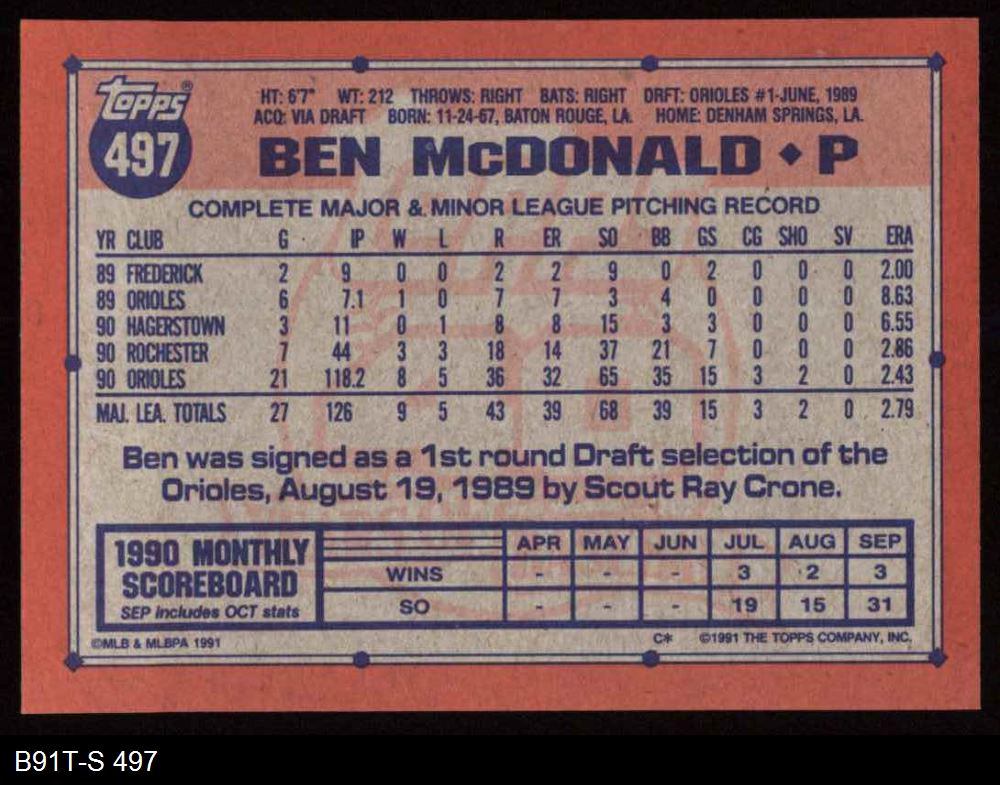 topps®
497
HT: 6'7" WT: 212 THROWS: RIGHT BATS: RIGHT DRFT: ORIOLES #1-JUNE, 1989
ACQ: VIA DRAFT BORN: 11-24-67, BATON ROUGE, LA. HOME: DENHAM SPRINGS, LA.
BEN McDONALD ◆ P
COMPLETE MAJOR & MINOR LEAGUE PITCHING RECORD
YR CLUB G IP W L R ER SO BB GS CG SHO SV ERA
89 FREDERICK 2 9 0 0 2 2 9 0 2 0 0 0 2.00
89 ORIOLES 6 7.1 1 0 7 7 3 4 0 0 0 0 8.63
90 HAGERSTOWN 3 11 0 1 8 8 15 3 3 0 0 0 6.55
90 ROCHESTER 7 44 3 3 18 14 37 21 7 0 0 0 2.86
90 ORIOLES 21 118.2 8 5 36 32 65 35 15 3 2 0 2.43
MAJ. LEA. TOTALS 27 126 9 5 43 39 68 39 15 3 2 0 2.79
Ben was signed as a 1st round Draft selection of the
Orioles, August 19, 1989 by Scout Ray Crone.
1990 MONTHLY
SCOREBOARD
SEP includes OCT stats
APR MAY JUN JUL AUG SEP
WINS - - - 3 2 3
SO - - - 19 15 31
©MLB & MLBPA 1991
C* ©1991 THE TOPPS COMPANY, INC.
B91T-S 497